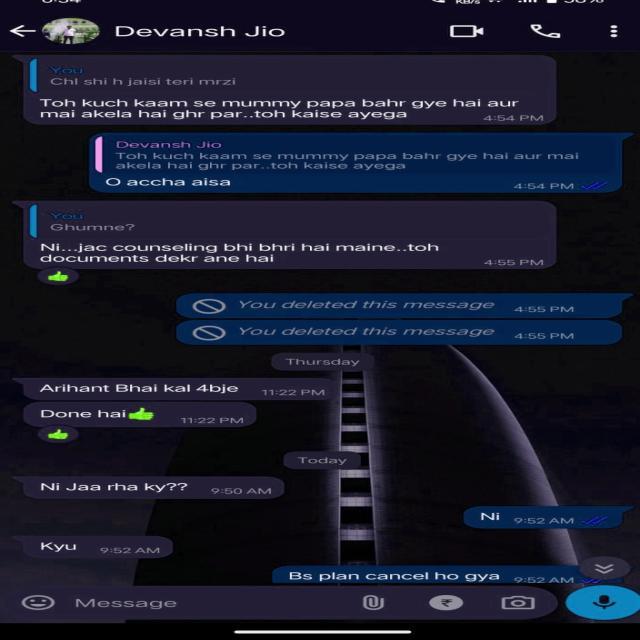 Devansh Jio
You
Chl shi h jaisi teri mrzi
Toh kuch kaam se mummy papa bahr gye hai aur
mai akela hai ghr par..toh kaise ayega
4:54 PM
Devansh Jio
Toh kuch kaam se mummy papa bahr gye hai aur mai
akela hai ghr par..toh kaise ayega
O accha aisa
4:54 PM
You
Ghumne?
Ni...jac counseling bhi bhri hai maine..toh
documents dekr ane hai
4:55 PM
You deleted this message 4:55 PM
You deleted this message 4:55 PM
Thursday
Arihant Bhai kal 4bje 11:22 PM
Done hai👍 11:22 PM
Today
Ni Jaa rha ky?? 9:50 AM
Ni 9:52 AM
Kyu 9:52 AM
Bs plan cancel ho gya 9:52 AM
Message